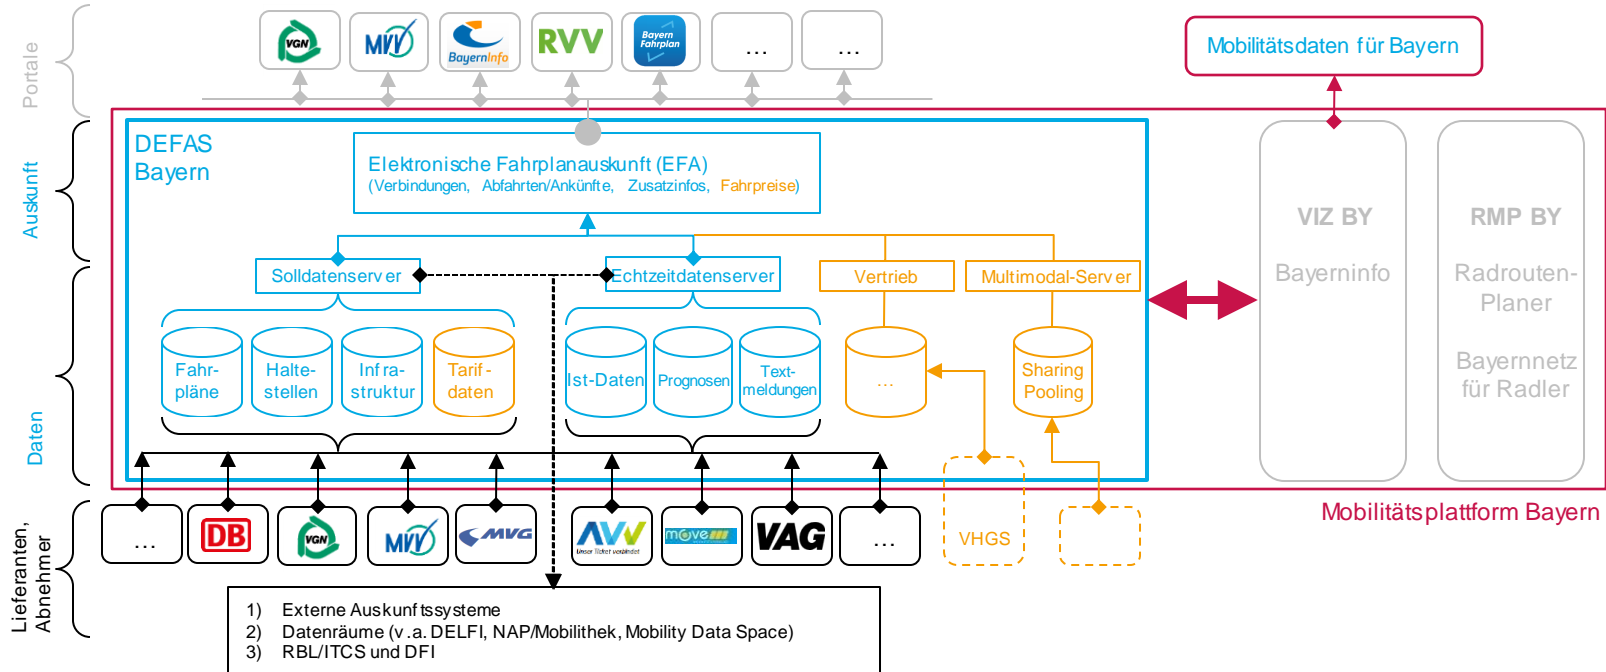 Portale
VGN
MVV
BayernInfo
RVV
Bayern
Fahrplan
...
...
Mobilitätsdaten für Bayern
Auskunft
DEFAS
Bayern
Elektronische Fahrplanauskunft (EFA)
(Verbindungen, Abfahrten/Ankünfte, Zusatzinfos, Fahrpreise)
VIZ BY
Bayerninfo
RMP BY
Radrouten-
Planer
Bayernnetz
für Radler
Daten
Solldatenserver
Echtzeitdatenserver
Vertrieb
Multimodal-Server
Fahr-
pläne
Halte-
stellen
Infra-
struktur
Tarif-
daten
Ist-Daten
Prognosen
Text-
meldungen
...
Sharing
Pooling
Mobilitätsplattform Bayern
Lieferanten,
Abnehmer
...
DB
VGN
MVV
MVG
AVV
Unser Ticket verbindet
move
VAG
...
VHGS
1) Externe Auskunftssysteme
2) Datenräume (v.a. DELFI, NAP/Mobilithek, Mobility Data Space)
3) RBL/ITCS und DFI